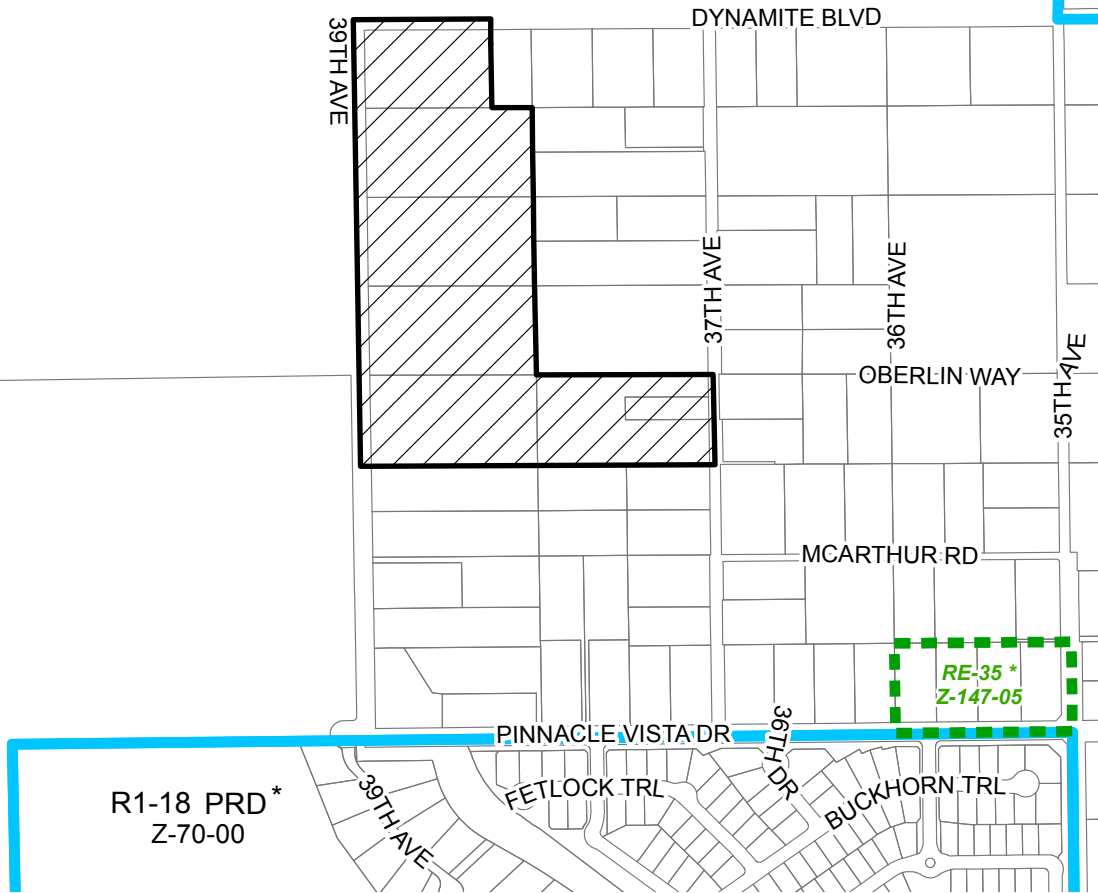 DYNAMITE BLVD
39TH AVE
37TH AVE
36TH AVE
35TH AVE
OBERLIN WAY
MCARTHUR RD
RE-35 *
Z-147-05
PINNACLE VISTA DR
36TH DR
FETLOCK TRL
BUCKHORN TRL
R1-18 PRD *
Z-70-00
39TH AVE